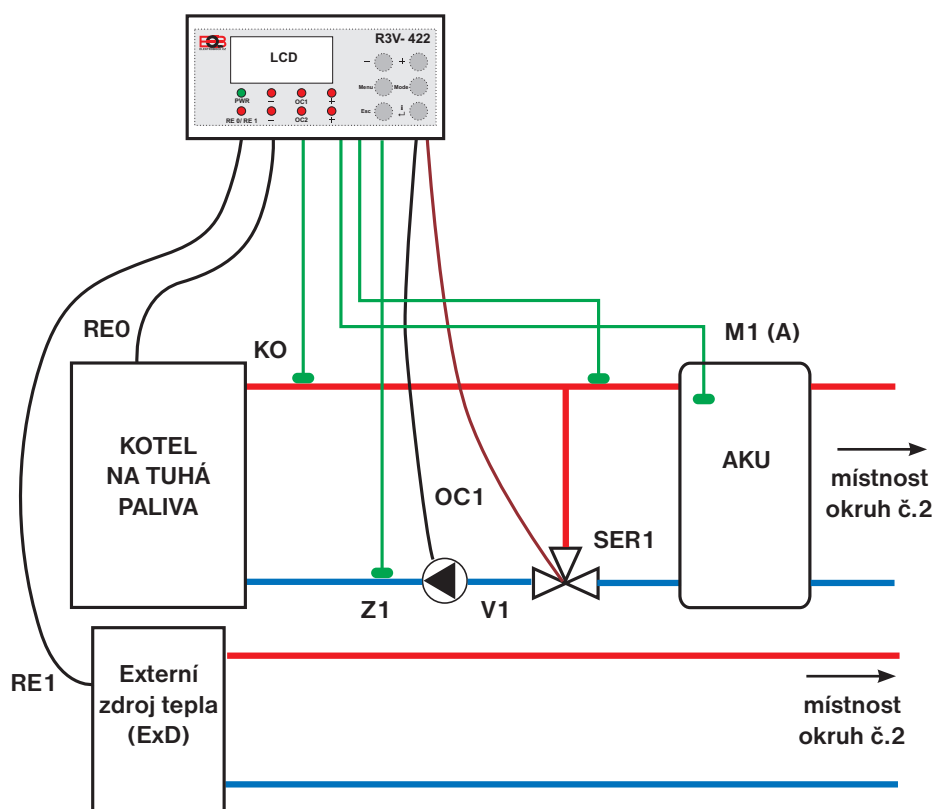 R3V- 422
EOB
LCD
− +
PWR − OC1 +
Menu Mode
RE 0/ RE 1 − OC2 +
Esc i
RE0
KO
M1 (A)
KOTEL
NA TUHÁ
PALIVA
AKU
místnost
okruh č.2
OC1
SER1
Z1
V1
RE1
Externí
zdroj tepla
(ExD)
místnost
okruh č.2